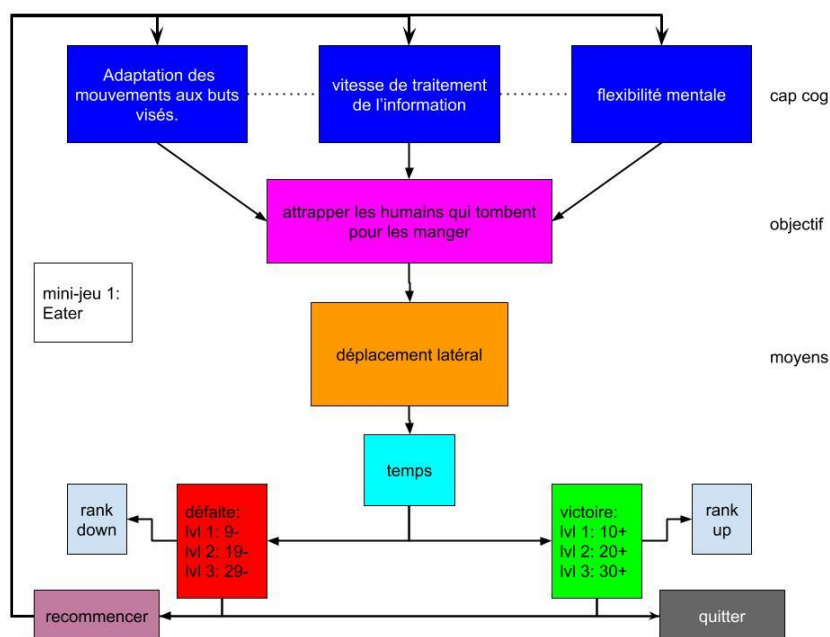 Adaptation des
mouvements aux buts
visés.
vitesse de traitement
de l'information
flexibilité mentale
cap cog
attrapper les humains qui tombent
pour les manger
objectif
mini-jeu 1:
Eater
déplacement latéral
moyens
temps
rank
down
défaite:
lvl 1: 9-
lvl 2: 19-
lvl 3: 29-
victoire:
lvl 1: 10+
lvl 2: 20+
lvl 3: 30+
rank
up
recommencer
quitter